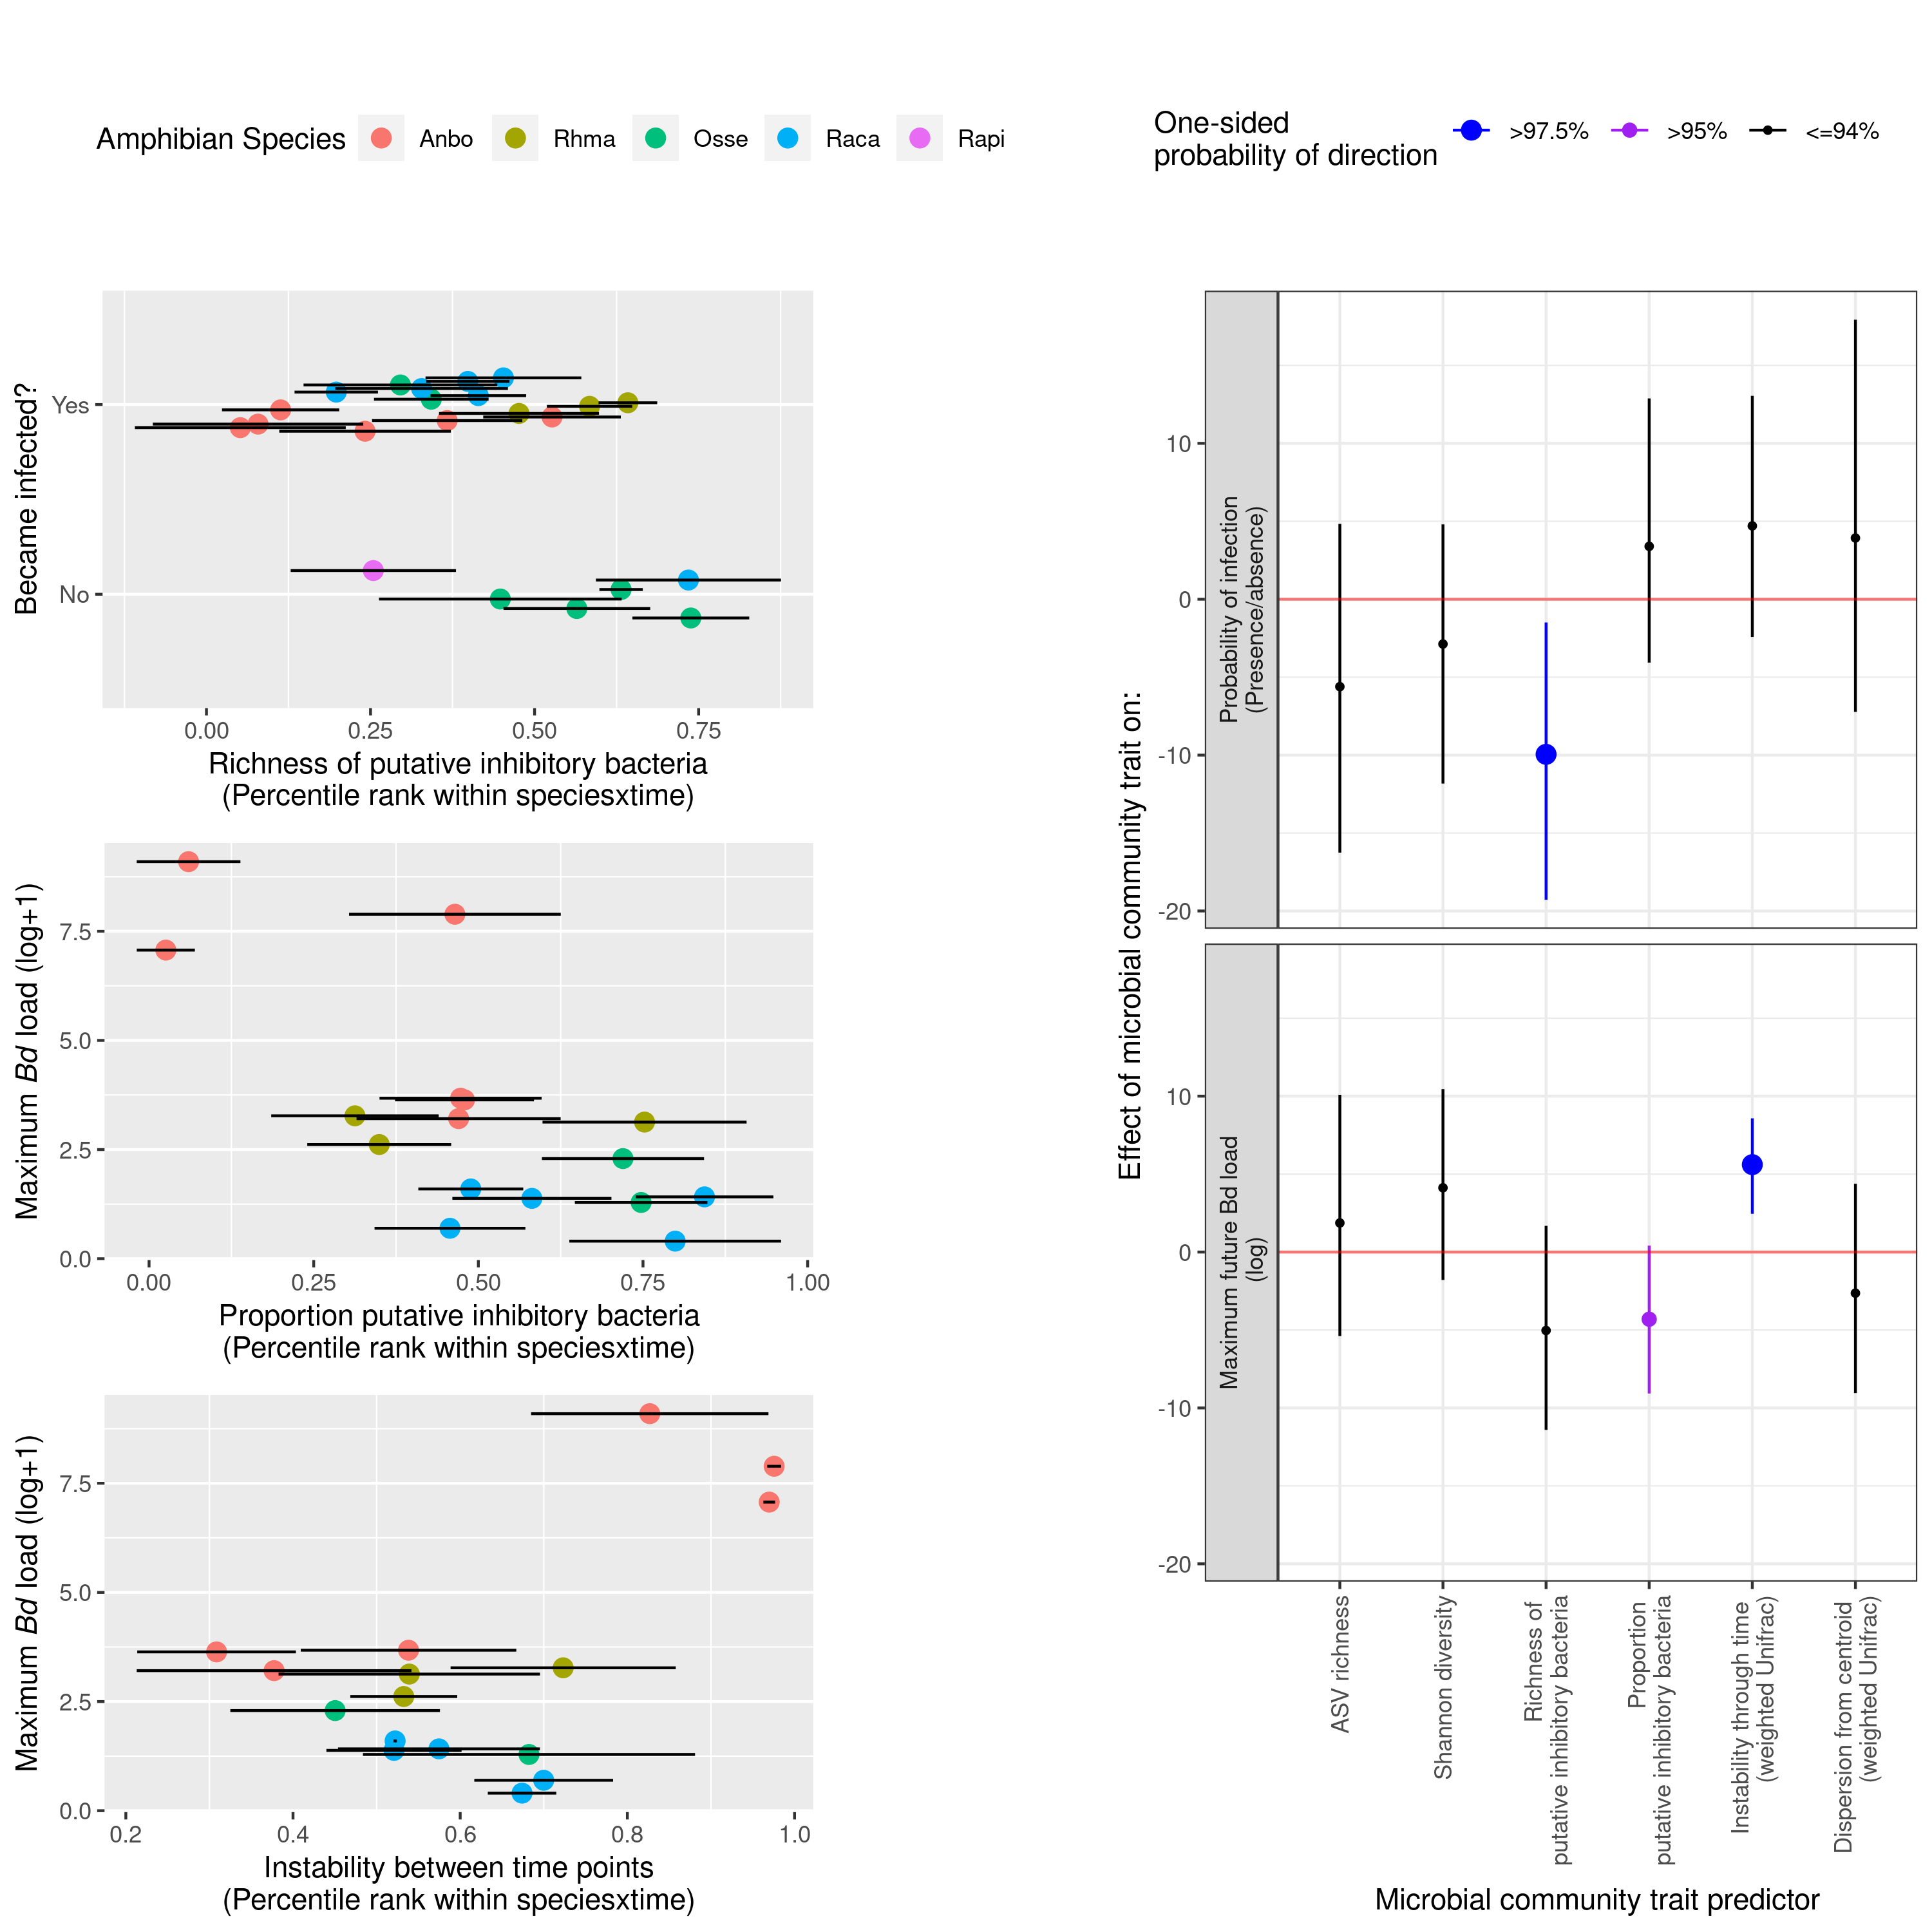 Amphibian Species Anbo Rhma Osse Raca Rapi
One-sided
probability of direction >97.5% >95% <=94%
Became infected?
Yes
No
0.00 0.25 0.50 0.75
Richness of putative inhibitory bacteria
(Percentile rank within speciesxtime)
Maximum Bd load (log+1)
7.5
5.0
2.5
0.0
0.00 0.25 0.50 0.75 1.00
Proportion putative inhibitory bacteria
(Percentile rank within speciesxtime)
Maximum Bd load (log+1)
7.5
5.0
2.5
0.0
0.2 0.4 0.6 0.8 1.0
Instability between time points
(Percentile rank within speciesxtime)
Effect of microbial community trait on:
Probability of infection
(Presence/absence)
10
0
-10
-20
Maximum future Bd load
(log)
10
0
-10
-20
ASV richness
Shannon diversity
Richness of
putative inhibitory bacteria
Proportion
putative inhibitory bacteria
Instability through time
(weighted Unifrac)
Dispersion from centroid
(weighted Unifrac)
Microbial community trait predictor